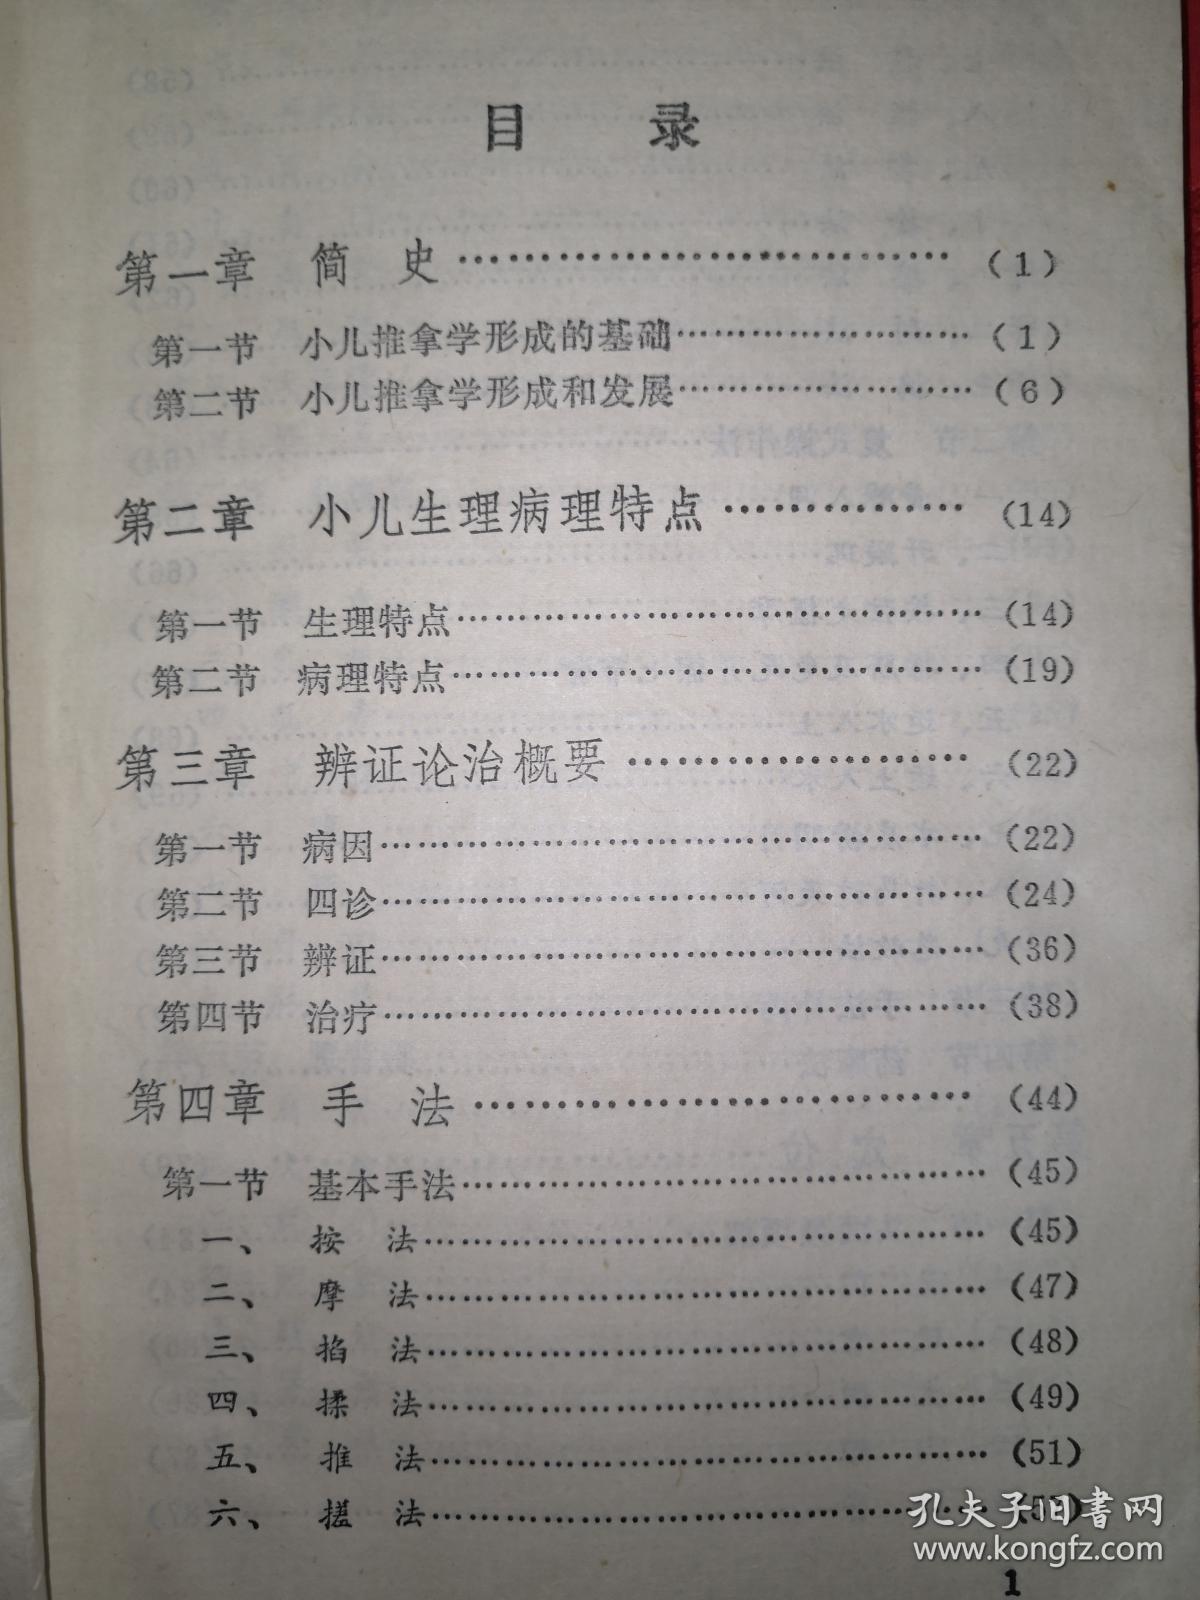 目 录
第一章 简 史……………………………(1)
第一节 小儿推拿学形成的基础……………………(1)
第二节 小儿推拿学形成和发展……………………(6)
第二章 小儿生理病理特点……………(14)
第一节 生理特点……………………………………(14)
第二节 病理特点……………………………………(19)
第三章 辨证论治概要…………………(22)
第一节 病因…………………………………………(22)
第二节 四诊…………………………………………(24)
第三节 辨证…………………………………………(36)
第四节 治疗…………………………………………(38)
第四章 手 法……………………………(44)
第一节 基本手法……………………………………(45)
一、 按 法………………………………………(45)
二、 摩 法………………………………………(47)
三、 掐 法………………………………………(48)
四、 揉 法………………………………………(49)
五、 推 法………………………………………(51)
六、 搓 法………………………………………
孔夫子旧书网
www.kongfz.com
1